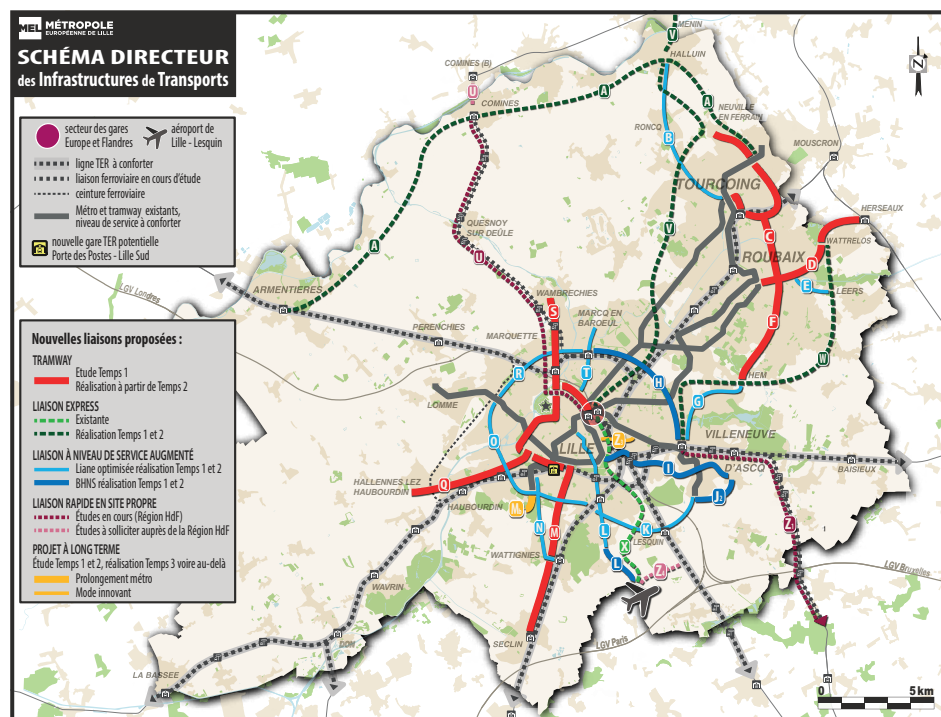 MEL MÉTROPOLE
EUROPÉENNE DE LILLE
SCHÉMA DIRECTEUR
des Infrastructures de Transports
secteur des gares
Europe et Flandres
aéroport de
Lille - Lesquin
ligne TER à conforter
liaison ferroviaire en cours d'étude
ceinture ferroviaire
Métro et tramway existants,
niveau de service à conforter
nouvelle gare TER potentielle
Porte des Postes - Lille Sud
Nouvelles liaisons proposées :
TRAMWAY
Etude Temps 1
Réalisation à partir de Temps 2
LIAISON EXPRESS
Existante
Réalisation Temps 1 et 2
LIAISON À NIVEAU DE SERVICE AUGMENTÉ
Liane optimisée réalisation Temps 1 et 2
BHNS réalisation Temps 1 et 2
LIAISON RAPIDE EN SITE PROPRE
Études en cours (Région HdF)
Études à solliciter auprès de la Région HdF
PROJET À LONG TERME
Étude Temps 1 et 2, réalisation Temps 3 voire au-delà
Prolongement métro
Mode innovant
MENIN
V
HALLUIN
COMINES (B)
U
COMINES
A
A
NEUVILLE
EN FERRAIN
RONCQ
B
MOUSCRON
N
TOURCOING
HERSEAUX
QUESNOY
SUR DEÛLE
A
V
C
WATTRELOS
ROUBAIX
D
U
E
LEERS
LGV Londres
ARMENTIERES
WAMBRECHIES
S
MARCQ EN
BAROEUL
F
PERENCHIES
MARQUETTE
W
HEM
R
T
H
G
LOMME
O
LILLE
Z
VILLENEUVE
D'ASCQ
BAISIEUX
I
J
HALLENNES LEZ
HAUBOURDIN
Q
HAUBOURDIN
M
N
M
L
K
LESQUIN
X
Z
WATTIGNIES
L
Z
LGV Bruxelles
WAVRIN
SECLIN
LGV Paris
DON
LA BASSEE
0 5 km